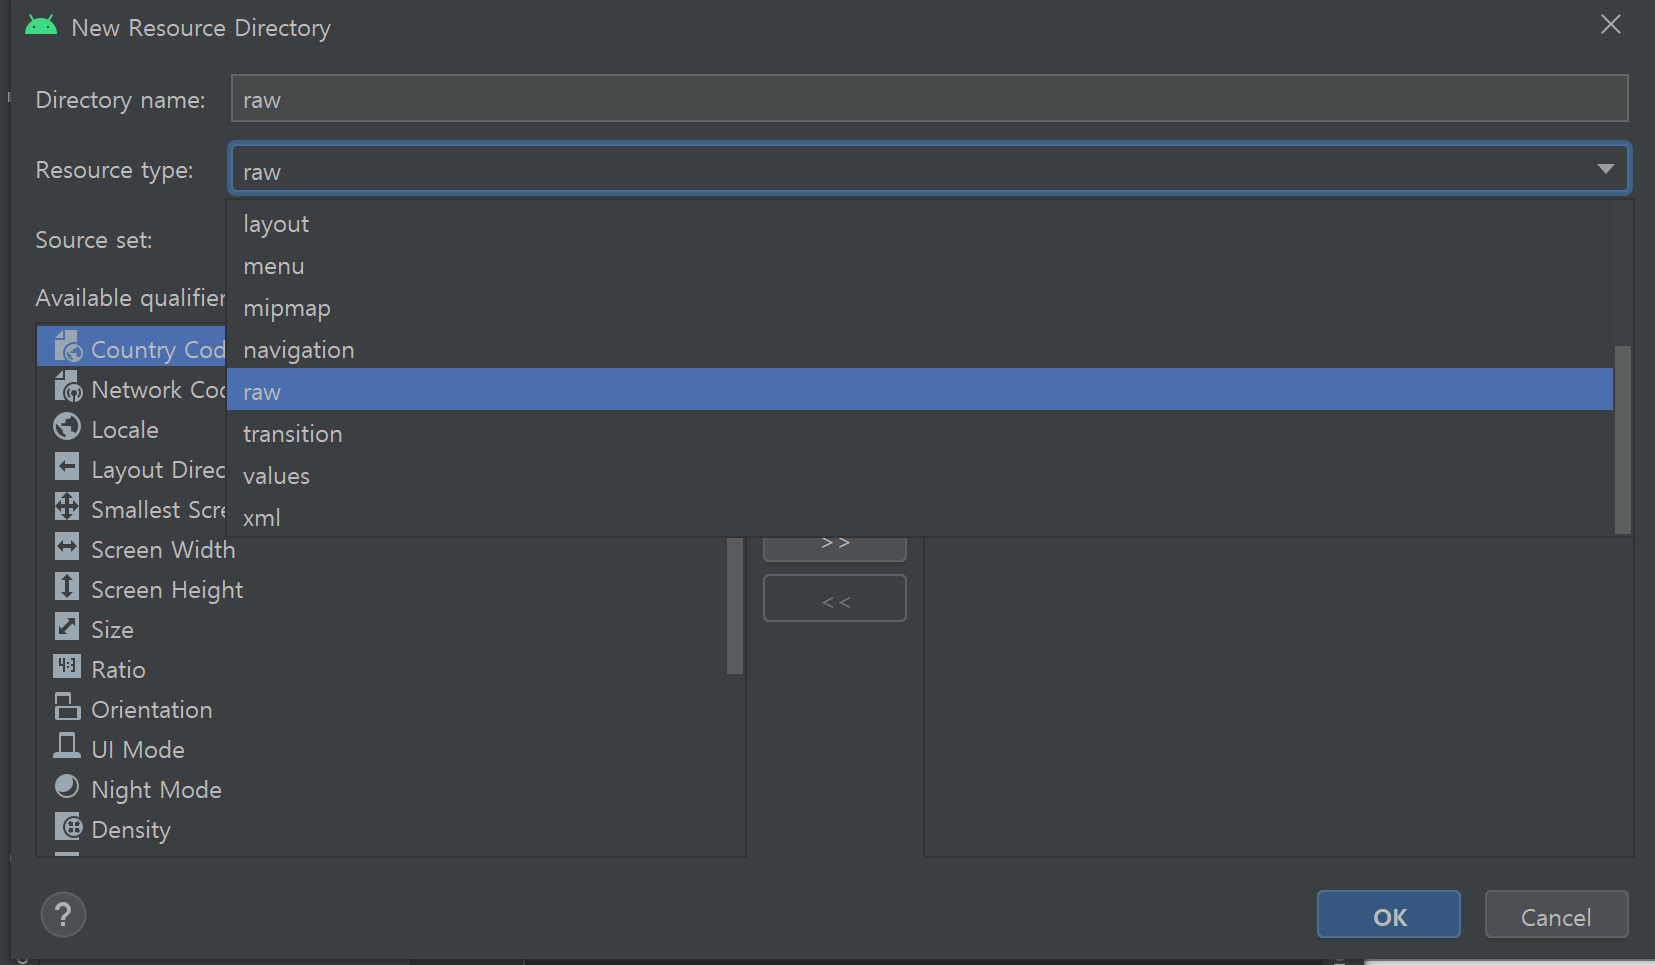 New Resource Directory
Directory name: raw
Resource type: raw
Source set:
layout
menu
mipmap
navigation
raw
transition
values
xml
Available qualifier
Country Cod
Network Coc
Locale
Layout Direc
Smallest Scre
Screen Width
Screen Height
Size
Ratio
Orientation
UI Mode
Night Mode
Density
>>
<<
?
OK
Cancel